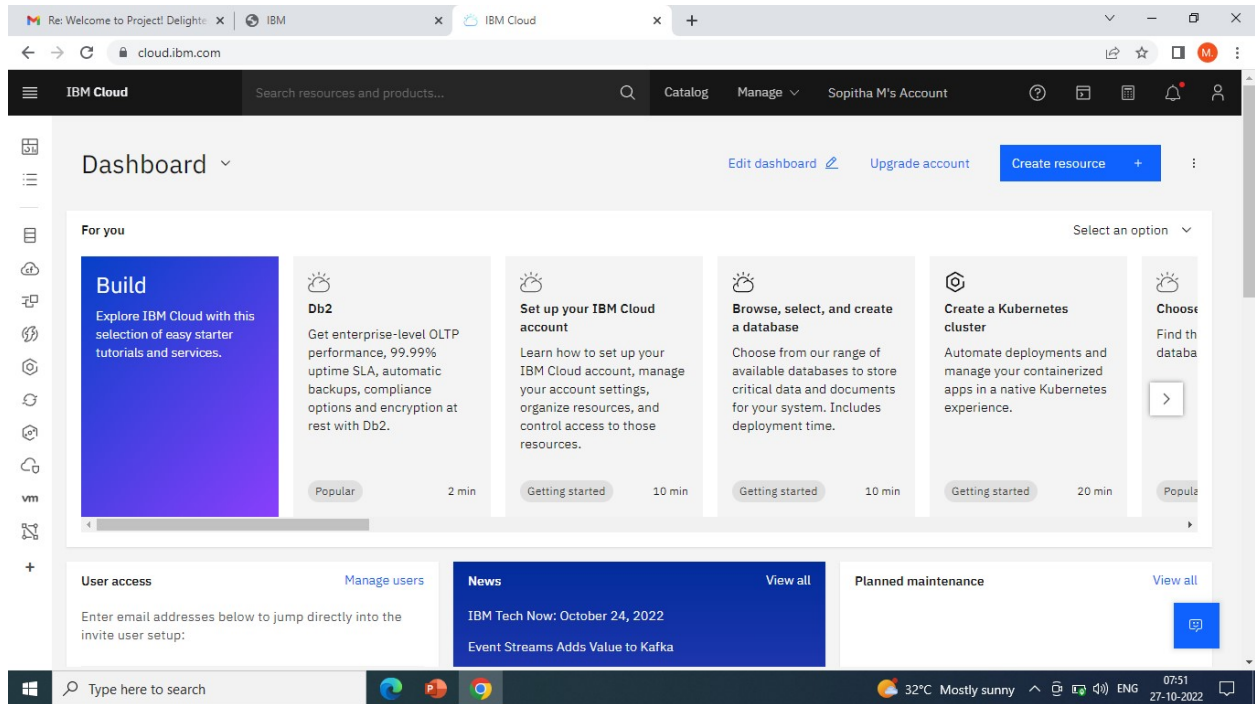 Re: Welcome to Project! Delighte
IBM
IBM Cloud
cloud.ibm.com
M.
IBM Cloud
Search resources and products...
Catalog
Manage
Sopitha M's Account
Dashboard
Edit dashboard
Upgrade account
Create resource +
For you
Select an option
Build
Explore IBM Cloud with this
selection of easy starter
tutorials and services.
Db2
Get enterprise-level OLTP
performance, 99.99%
uptime SLA, automatic
backups, compliance
options and encryption at
rest with Db2.
Popular
2 min
Set up your IBM Cloud
account
Learn how to set up your
IBM Cloud account, manage
your account settings,
organize resources, and
control access to those
resources.
Getting started
10 min
Browse, select, and create
a database
Choose from our range of
available databases to store
critical data and documents
for your system. Includes
deployment time.
Getting started
10 min
Create a Kubernetes
cluster
Automate deployments and
manage your containerized
apps in a native Kubernetes
experience.
Getting started
20 min
Choose
Find th
databa
Popula
cf
vm
User access
Manage users
Enter email addresses below to jump directly into the
invite user setup:
News
View all
IBM Tech Now: October 24, 2022
Event Streams Adds Value to Kafka
Planned maintenance
View all
Type here to search
32°C Mostly sunny
ENG
07:51
27-10-2022